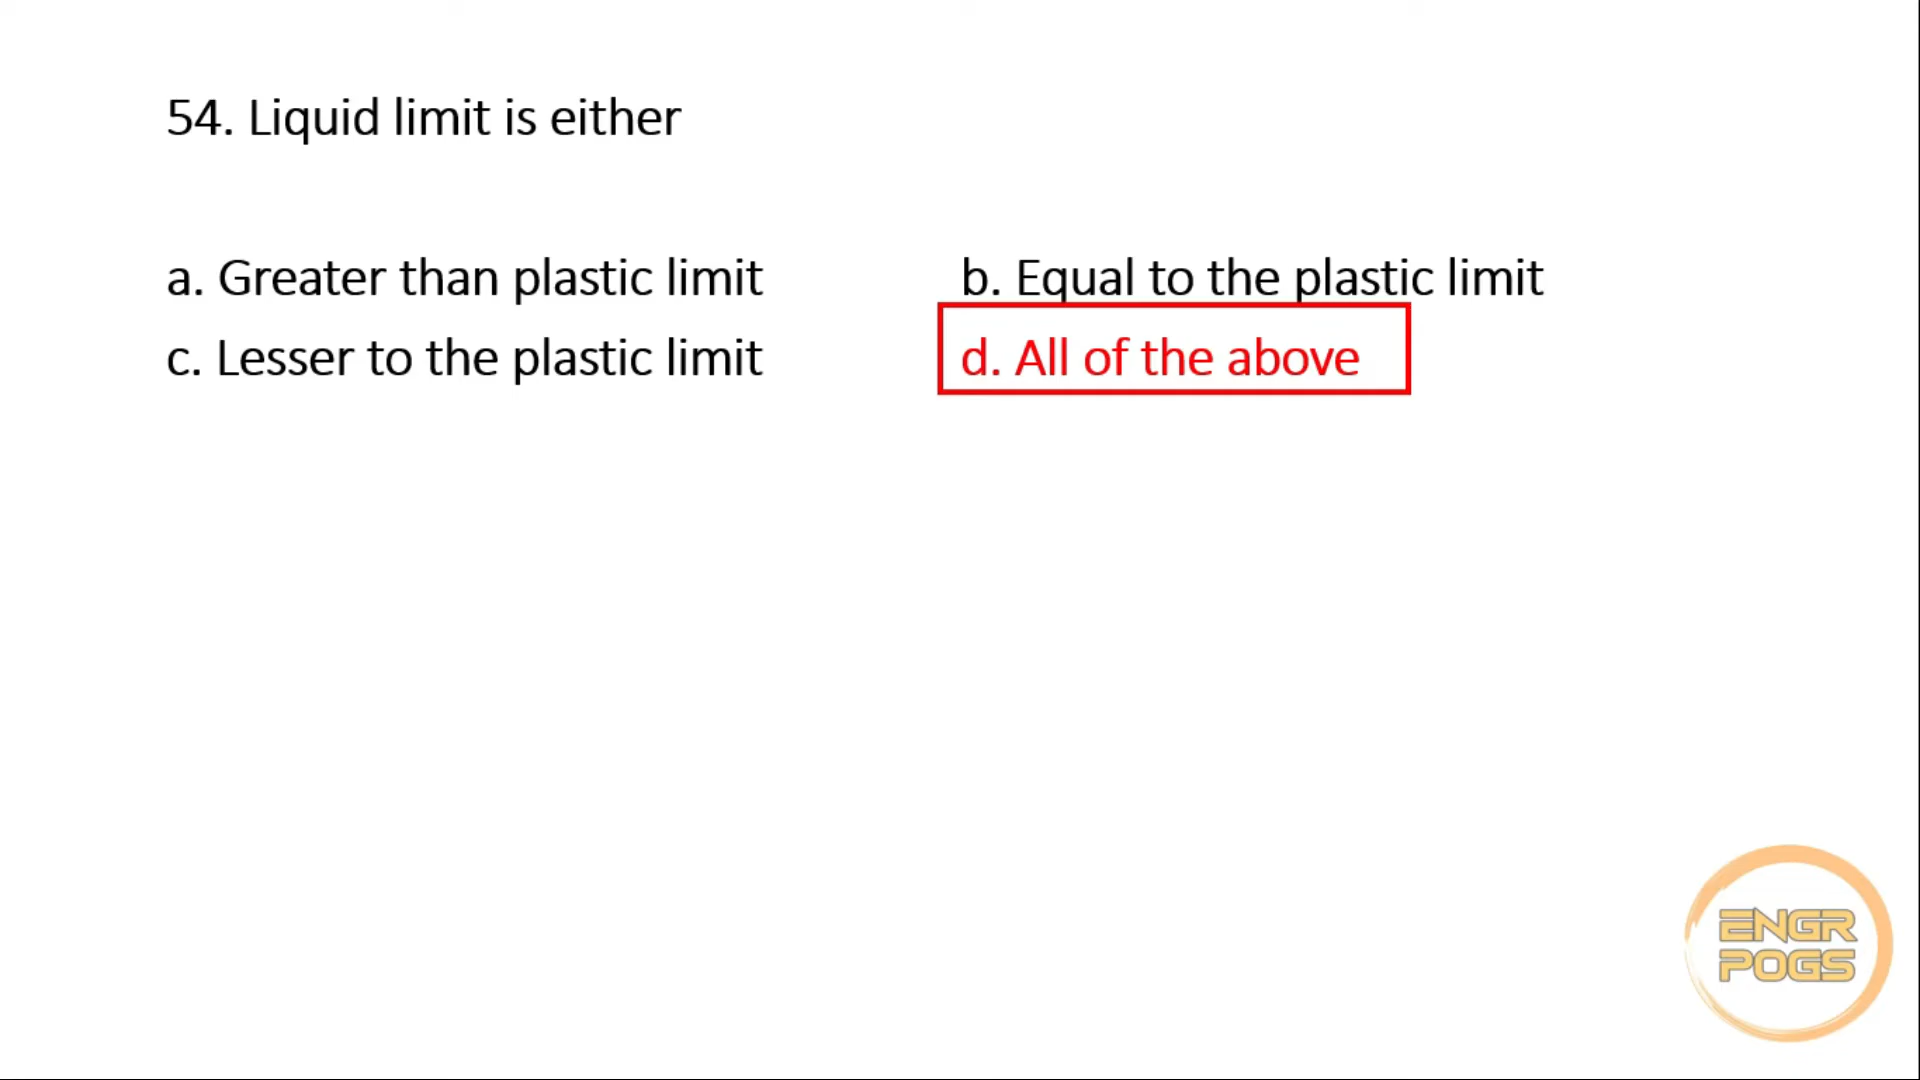 54. Liquid limit is either
a. Greater than plastic limit b. Equal to the plastic limit
c. Lesser to the plastic limit d. All of the above
ENGR
POGS